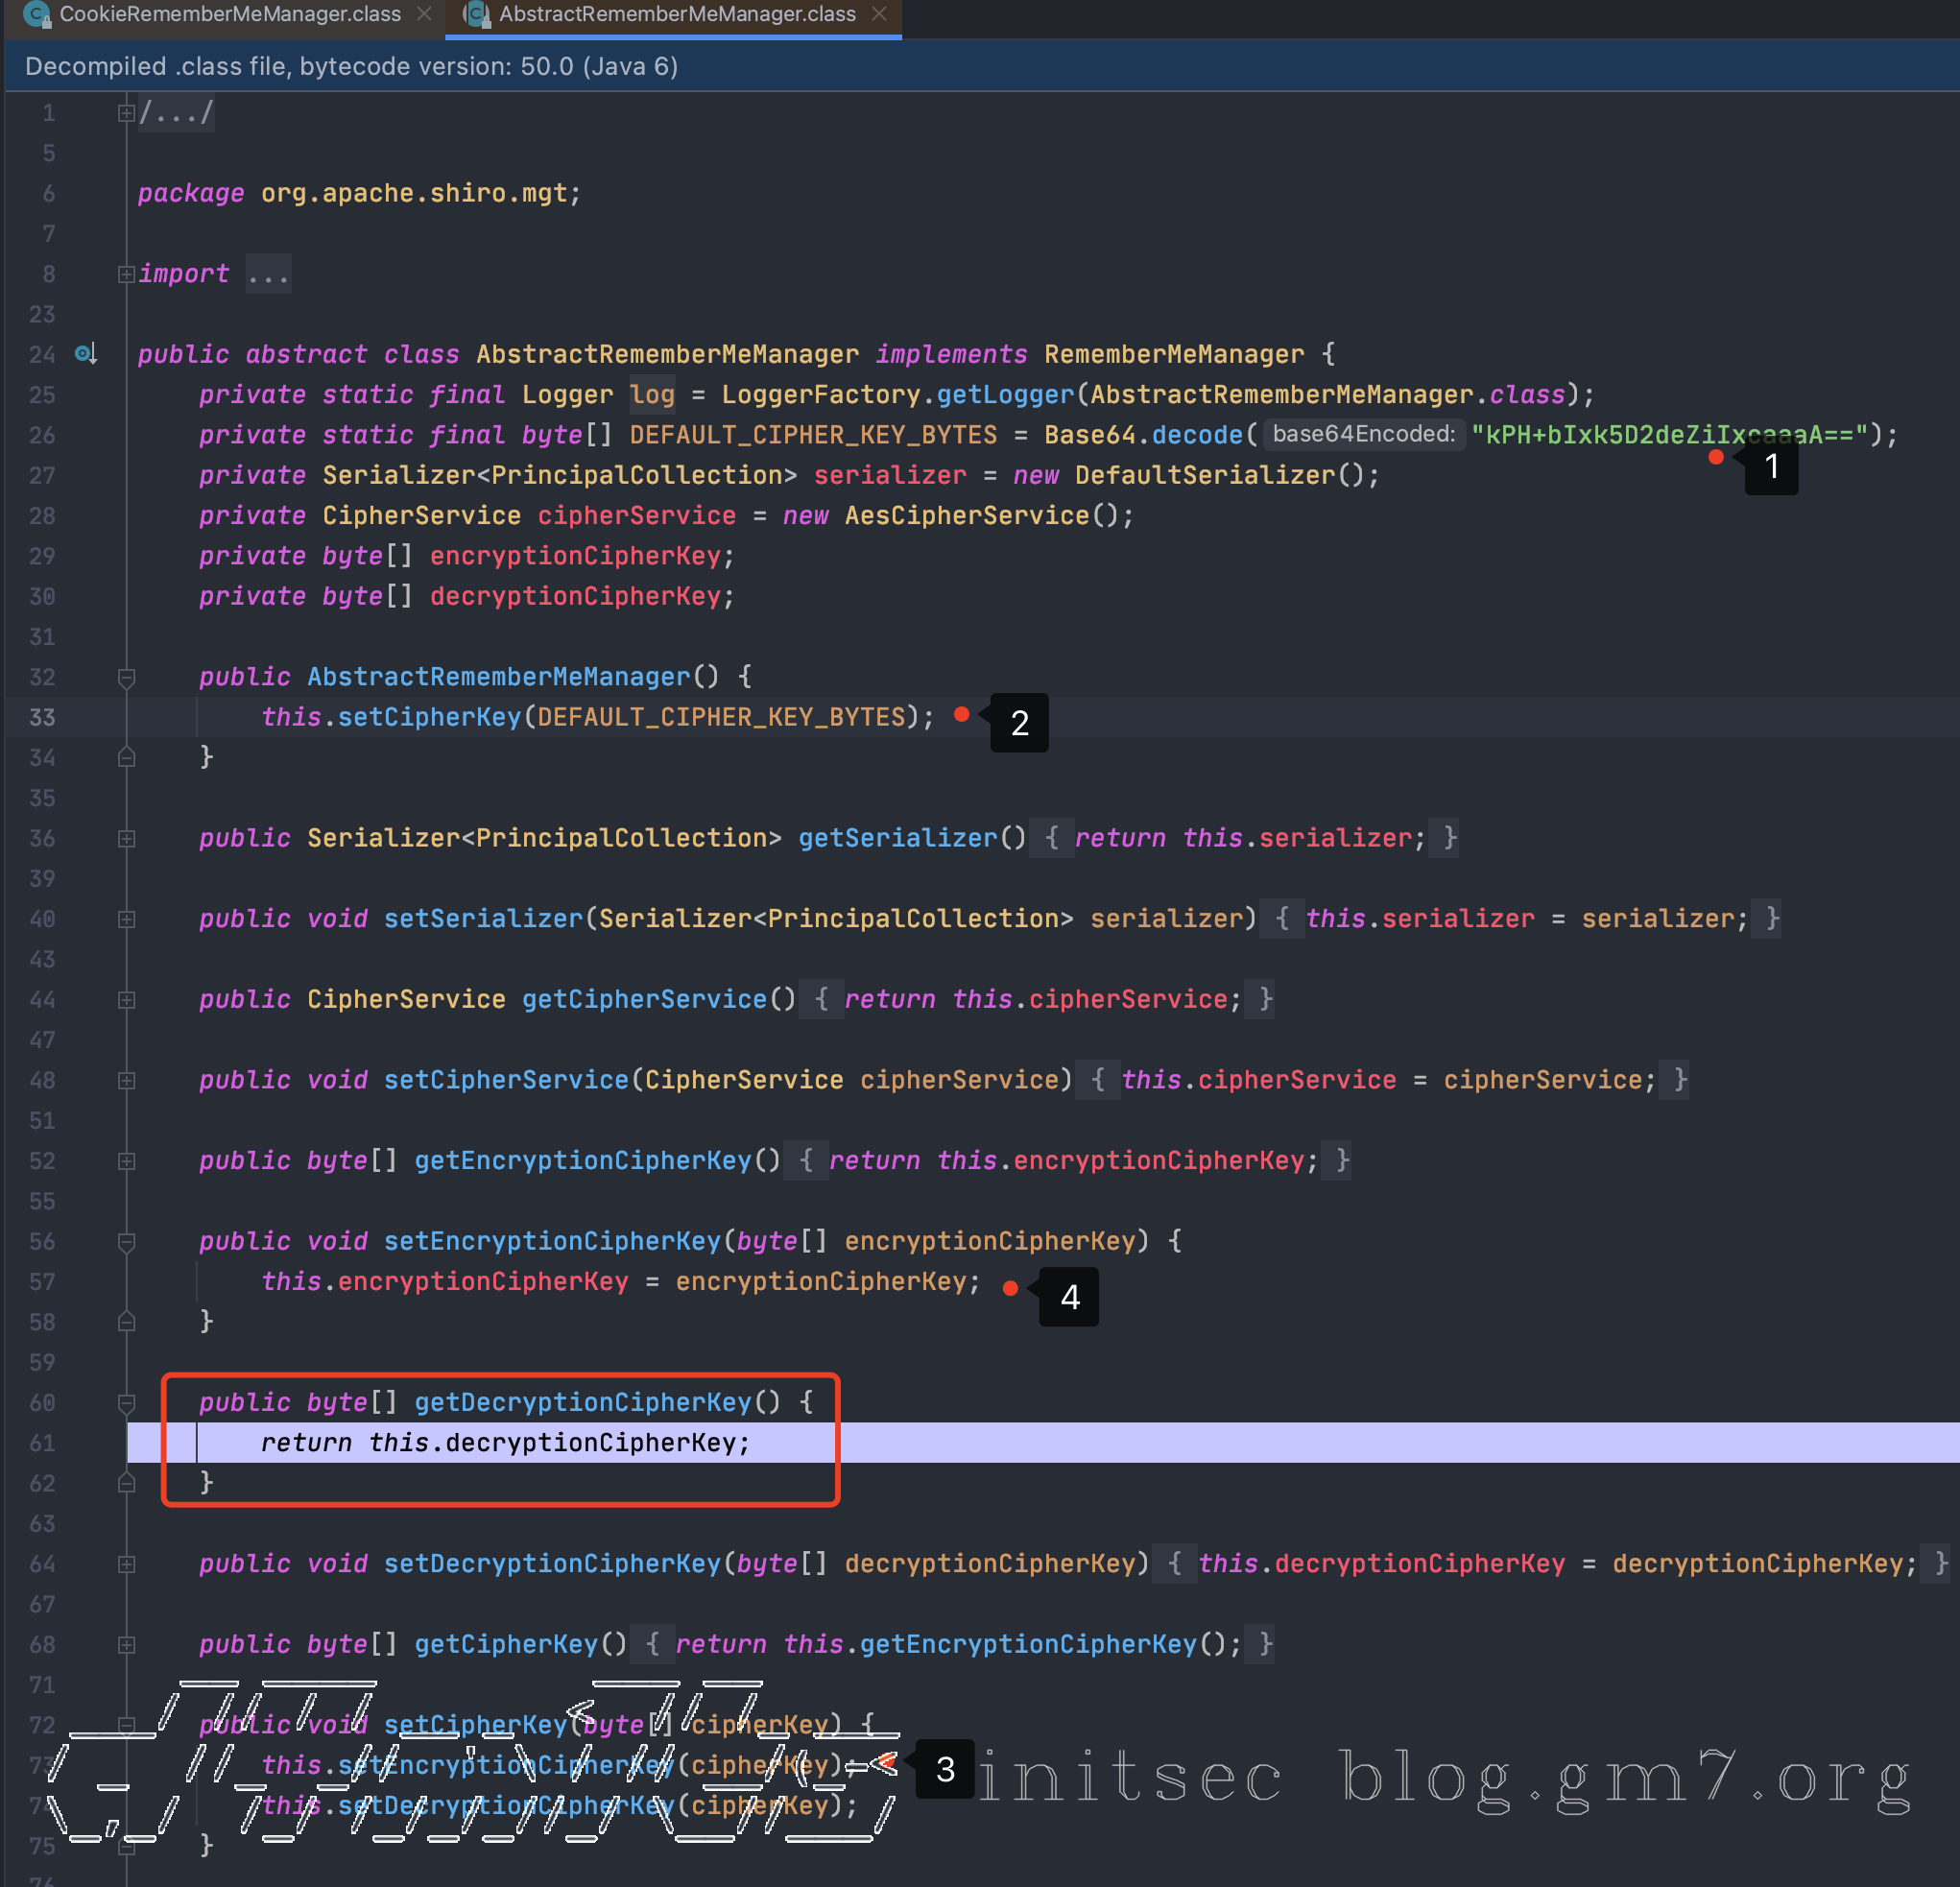 CookieRememberMeManager.class
AbstractRememberMeManager.class
Decompiled .class file, bytecode version: 50.0 (Java 6)
1 /.../
5
6 package org.apache.shiro.mgt;
7
8 import ...
23
24 public abstract class AbstractRememberMeManager implements RememberMeManager {
25 private static final Logger log = LoggerFactory.getLogger(AbstractRememberMeManager.class);
26 private static final byte[] DEFAULT_CIPHER_KEY_BYTES = Base64.decode( base64Encoded: "kPH+bIxk5D2deZiIxcaaaA==");
1
27 private Serializer<PrincipalCollection> serializer = new DefaultSerializer();
28 private CipherService cipherService = new AesCipherService();
29 private byte[] encryptionCipherKey;
30 private byte[] decryptionCipherKey;
31
32 public AbstractRememberMeManager() {
33 this.setCipherKey(DEFAULT_CIPHER_KEY_BYTES); 2
34 }
35
36 public Serializer<PrincipalCollection> getSerializer() { return this.serializer; }
39
40 public void setSerializer(Serializer<PrincipalCollection> serializer) { this.serializer = serializer; }
43
44 public CipherService getCipherService() { return this.cipherService; }
47
48 public void setCipherService(CipherService cipherService) { this.cipherService = cipherService; }
51
52 public byte[] getEncryptionCipherKey() { return this.encryptionCipherKey; }
55
56 public void setEncryptionCipherKey(byte[] encryptionCipherKey) {
57 this.encryptionCipherKey = encryptionCipherKey; 4
58 }
59
60 public byte[] getDecryptionCipherKey() {
61 return this.decryptionCipherKey;
62 }
63
64 public void setDecryptionCipherKey(byte[] decryptionCipherKey) { this.decryptionCipherKey = decryptionCipherKey; }
67
68 public byte[] getCipherKey() { return this.getEncryptionCipherKey(); }
71
72 public void setCipherKey(byte[] cipherKey) {
73 this.setEncryptionCipherKey(cipherKey); 3
initsec blog.gm7.org
74 this.setDecryptionCipherKey(cipherKey);
75 }
76